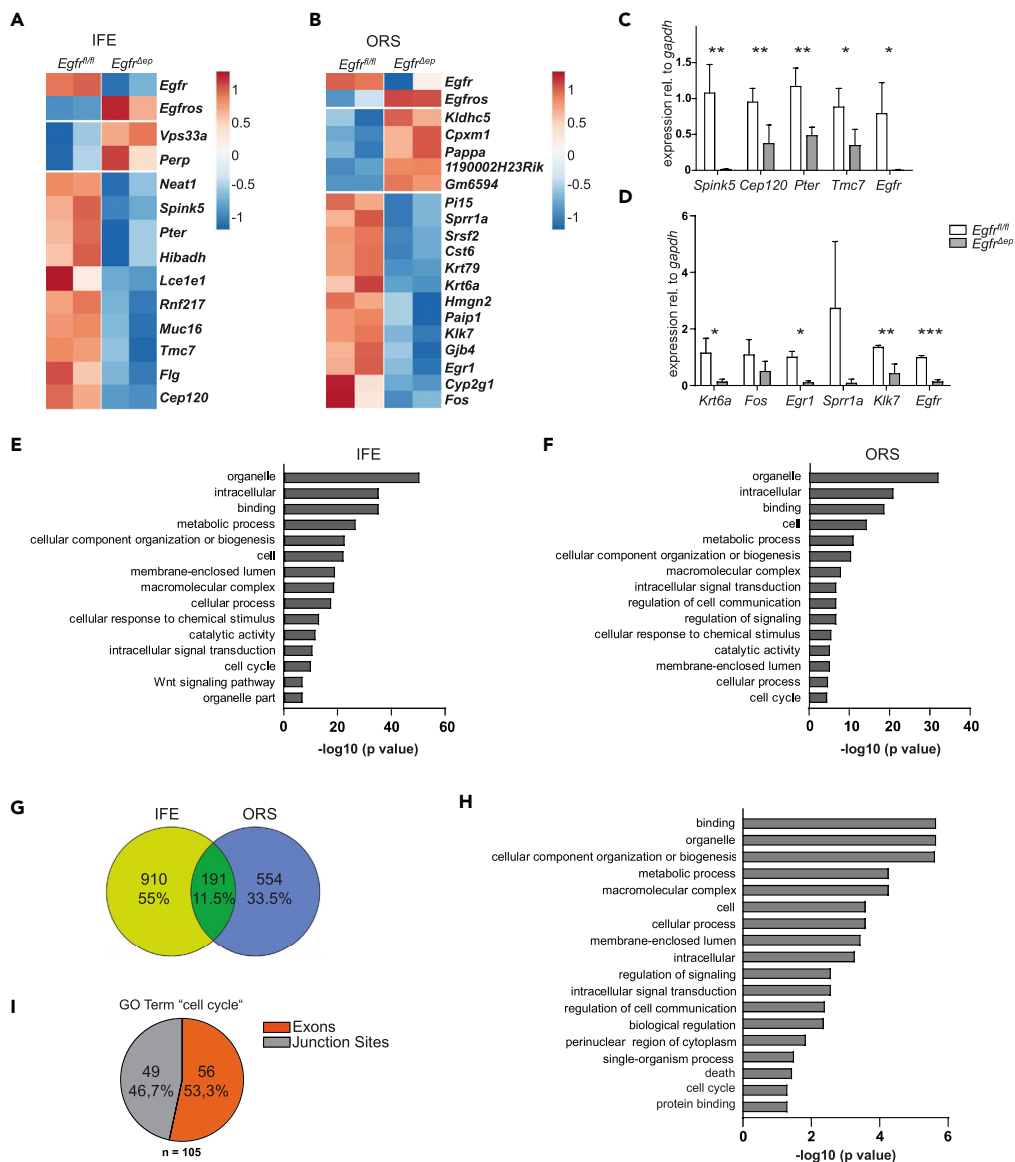 A
IFE
Egfrfl/fl EgfrΔep
Egfr
Egfros
Vps33a
Perp
Neat1
Spink5
Pter
Hibadh
Lce1e1
Rnf217
Muc16
Tmc7
Flg
Cep120
1
0.5
0
-0.5
-1
B
ORS
Egfrfl/fl EgfrΔep
Egfr
Egfros
Kldhc5
Cpxm1
Pappa
1190002H23Rik
Gm6594
Pi15
Sprr1a
Srsf2
Cst6
Krt79
Krt6a
Hmgn2
Paip1
Klk7
Gjb4
Egr1
Cyp2g1
Fos
1
0.5
0
-0.5
-1
C
expression rel. to gapdh
1.5
1.0
0.5
0
** ** ** * *
Spink5 Cep120 Pter Tmc7 Egfr
D
expression rel. to gapdh
6
4
2
0
* * ** ***
Krt6a Fos Egr1 Sprr1a Klk7 Egfr
Egfrfl/fl
EgfrΔep
E
IFE
organelle
intracellular
binding
metabolic process
cellular component organization or biogenesis
cell
membrane-enclosed lumen
macromolecular complex
cellular process
cellular response to chemical stimulus
catalytic activity
intracellular signal transduction
cell cycle
Wnt signaling pathway
organelle part
0 20 40 60
-log10 (p value)
F
ORS
organelle
intracellular
binding
cell
metabolic process
cellular component organization or biogenesis
macromolecular complex
intracellular signal transduction
regulation of cell communication
regulation of signaling
cellular response to chemical stimulus
catalytic activity
membrane-enclosed lumen
cellular process
cell cycle
0 10 20 30 40
-log10 (p value)
G
IFE ORS
910 191 554
55% 11.5% 33.5%
H
binding
organelle
cellular component organization or biogenesis
metabolic process
macromolecular complex
cell
cellular process
membrane-enclosed lumen
intracellular
regulation of signaling
intracellular signal transduction
regulation of cell communication
biological regulation
perinuclear region of cytoplasm
single-organism process
death
cell cycle
protein binding
0 2 4 6
-log10 (p value)
I
GO Term "cell cycle"
Exons
Junction Sites
49 56
46,7% 53,3%
n = 105